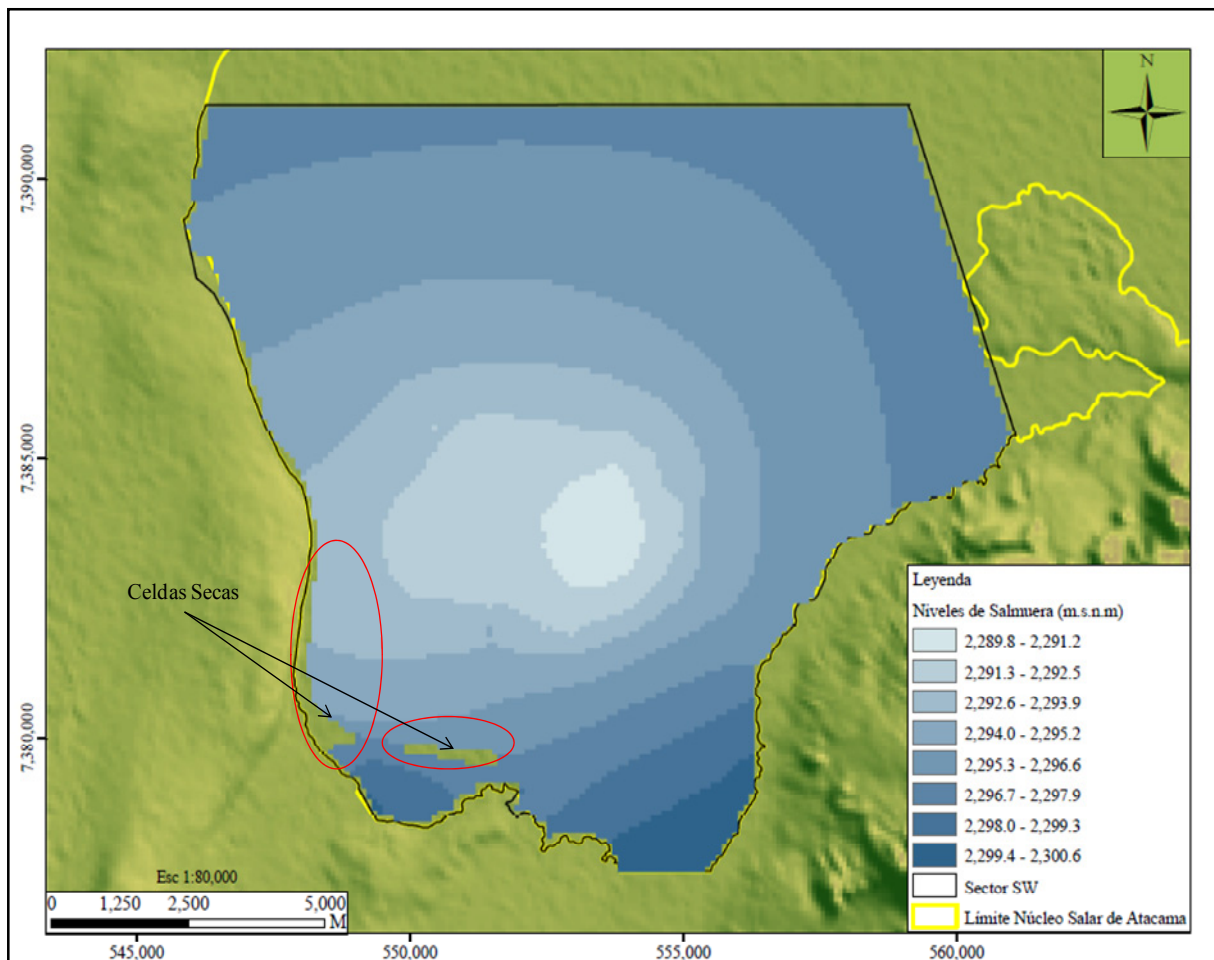 N
7,390,000
7,385,000
7,380,000
Celdas Secas
Leyenda
Niveles de Salmuera (m.s.n.m)
2,289.8 - 2,291.2
2,291.3 - 2,292.5
2,292.6 - 2,293.9
2,294.0 - 2,295.2
2,295.3 - 2,296.6
2,296.7 - 2,297.9
2,298.0 - 2,299.3
2,299.4 - 2,300.6
Sector SW
Límite Núcleo Salar de Atacama
Esc 1:80,000
0 1,250 2,500 5,000
M
545,000 550,000 555,000 560,000